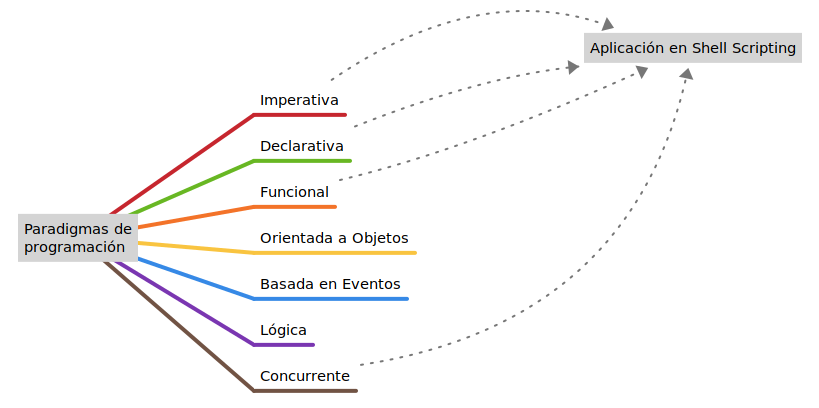 Aplicación en Shell Scripting
Imperativa
Declarativa
Funcional
Paradigmas de
programación
Orientada a Objetos
Basada en Eventos
Lógica
Concurrente